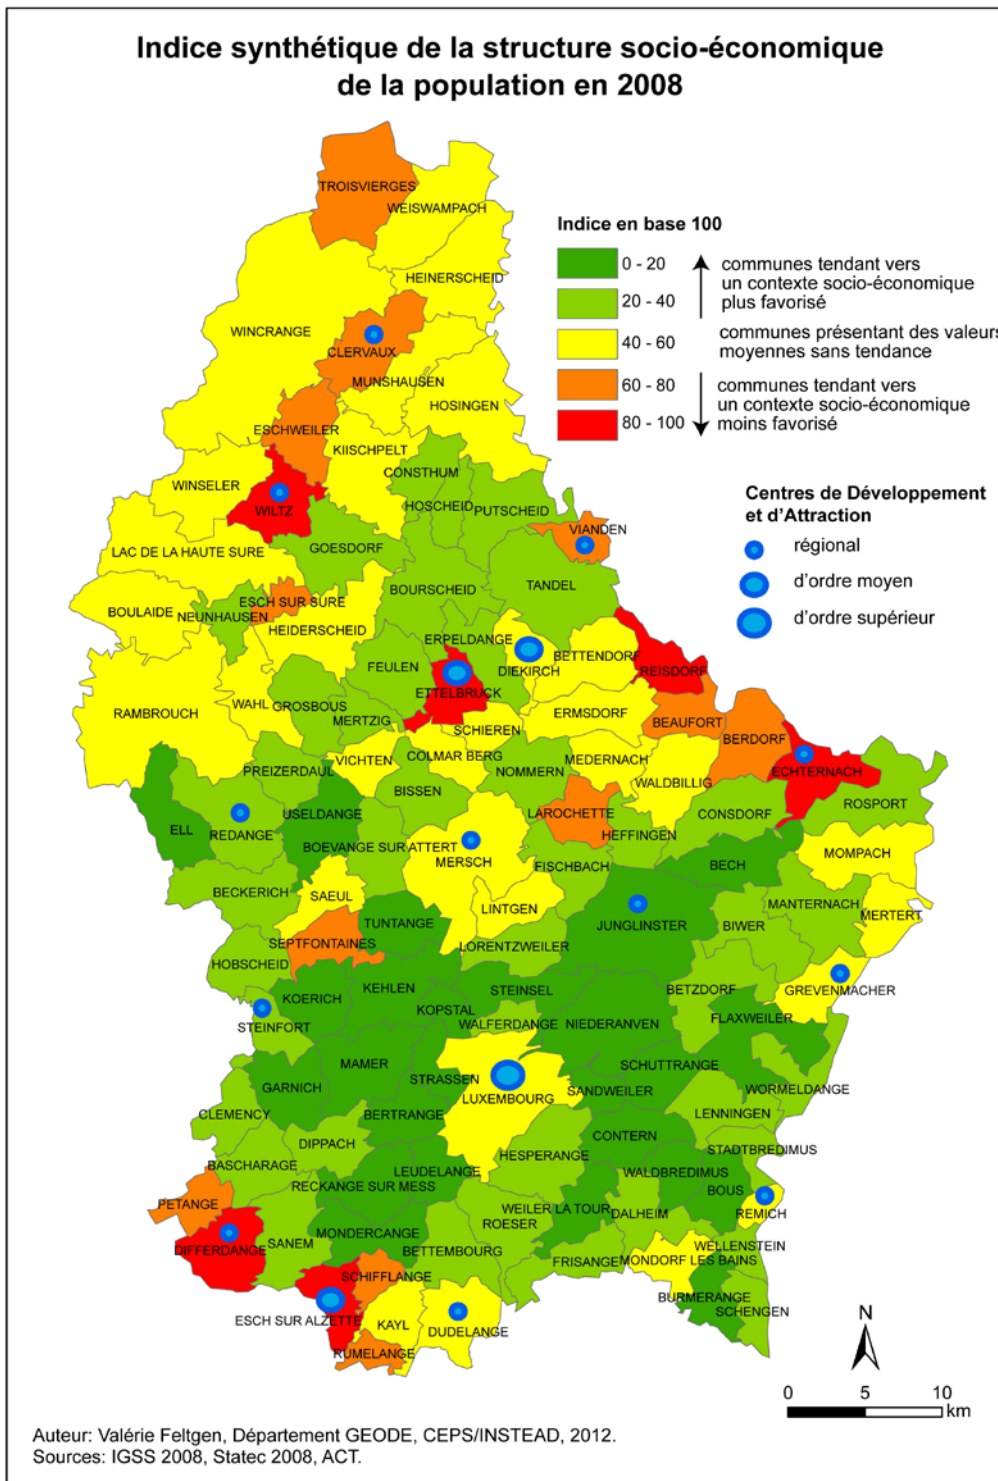 Indice synthétique de la structure socio-économique
de la population en 2008
TROISVIERGES
WEISWAMPACH
Indice en base 100
0 - 20
20 - 40
40 - 60
60 - 80
80 - 100
communes tendant vers
un contexte socio-économique
plus favorisé
communes présentant des valeurs
moyennes sans tendance
communes tendant vers
un contexte socio-économique
moins favorisé
Centres de Développement
et d'Attraction
régional
d'ordre moyen
d'ordre supérieur
HEINERSCHEID
WINCRANGE
CLERVAUX
MUNSHAUSEN
HOSINGEN
ESCHWEILER
KIISCHPELT
CONSTHUM
WINSELER
WILTZ
HOSCHEID
PUTSCHEID
VIANDEN
LAC DE LA HAUTE SURE
GOESDORF
TANDEL
BOURSCHEID
BOULAIDE
NEUNHAUSEN
ESCH SUR SURE
HEIDERSCHEID
ERPELDANGE
DIEKIRCH
BETTENDORF
REISDORF
FEULEN
ETTELBRUCK
RAMBROUCH
WAHL
GROSBOUS
MERTZIG
SCHIEREN
ERMSDORF
BEAUFORT
BERDORF
ECHTERNACH
VICHTEN
COLMAR BERG
NOMMERN
MEDERNACH
WALDBILLIG
PREIZERDAUL
BISSEN
CONSDORF
ROSPORT
ELL
REDANGE
USELDANGE
LAROCHETTE
HEFFINGEN
BOEVANGE SUR ATTERT
MERSCH
FISCHBACH
BECH
MOMPACH
BECKERICH
SAEUL
LINTGEN
JUNGLINSTER
MANTERNACH
MERTERT
TUNTANGE
BIWER
SEPTFONTAINES
LORENTZWEILER
HOBSCHEID
KEHLEN
STEINSEL
BETZDORF
GREVENMACHER
KOERICH
KOPSTAL
STEINFORT
WALFERDANGE
NIEDERANVEN
FLAXWEILER
MAMER
STRASSEN
SCHUTTRANGE
GARNICH
LUXEMBOURG
SANDWEILER
WORMELDANGE
CLEMENCY
BERTRANGE
LENNINGEN
DIPPACH
CONTERN
STADTBREDIMUS
BASCHARAGE
LEUDELANGE
HESPERANGE
WALDBREDIMUS
RECKANGE SUR MESS
BOUS
PETANGE
WEILER LA TOUR
DALHEIM
REMICH
MONDERCANGE
ROESER
DIFFERDANGE
SANEM
BETTEMBOURG
FRISANGE
WELLENSTEIN
MONDORF LES BAINS
SCHIFFLANGE
BURMERANGE
SCHENGEN
ESCH SUR ALZETTE
KAYL
DUDELANGE
RUMELANGE
N
0 5 10
km
Auteur: Valérie Feltgen, Département GEODE, CEPS/INSTEAD, 2012.
Sources: IGSS 2008, Statec 2008, ACT.